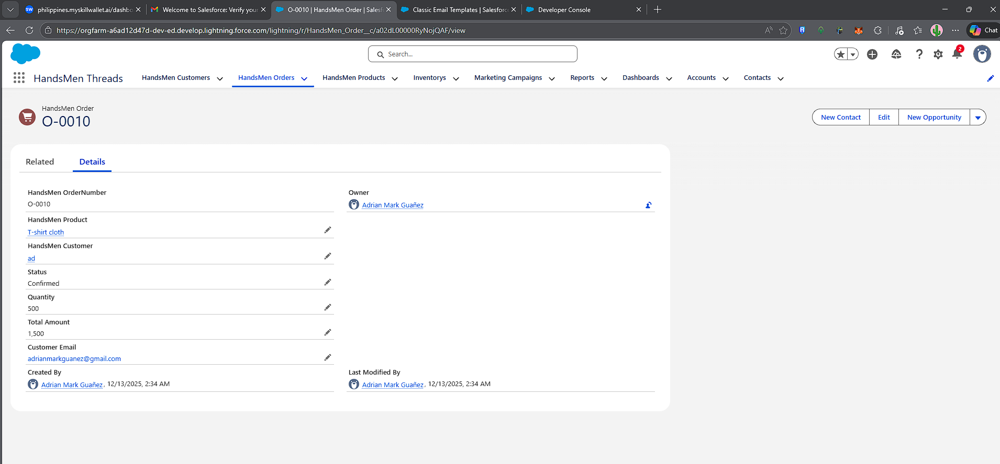 philippines.myskillwallet.ai/dashbo
Welcome to Salesforce: Verify your
O-0010 | HandsMen Order | Salesf
Classic Email Templates | Salesforc
Developer Console
https://orgfarm-a6ad12d47d-dev-ed.develop.lightning.force.com/lightning/r/HandsMen_Order__c/a02dL00000RyNojQAF/view
Chat
Search...
2
HandsMen Threads
HandsMen Customers
HandsMen Orders
HandsMen Products
Inventorys
Marketing Campaigns
Reports
Dashboards
Accounts
Contacts
HandsMen Order
O-0010
New Contact
Edit
New Opportunity
Related
Details
HandsMen OrderNumber
O-0010
Owner
Adrian Mark Guañez
HandsMen Product
T-shirt cloth
HandsMen Customer
ad
Status
Confirmed
Quantity
500
Total Amount
1,500
Customer Email
adrianmarkguanez@gmail.com
Created By
Adrian Mark Guañez, 12/13/2025, 2:34 AM
Last Modified By
Adrian Mark Guañez, 12/13/2025, 2:34 AM